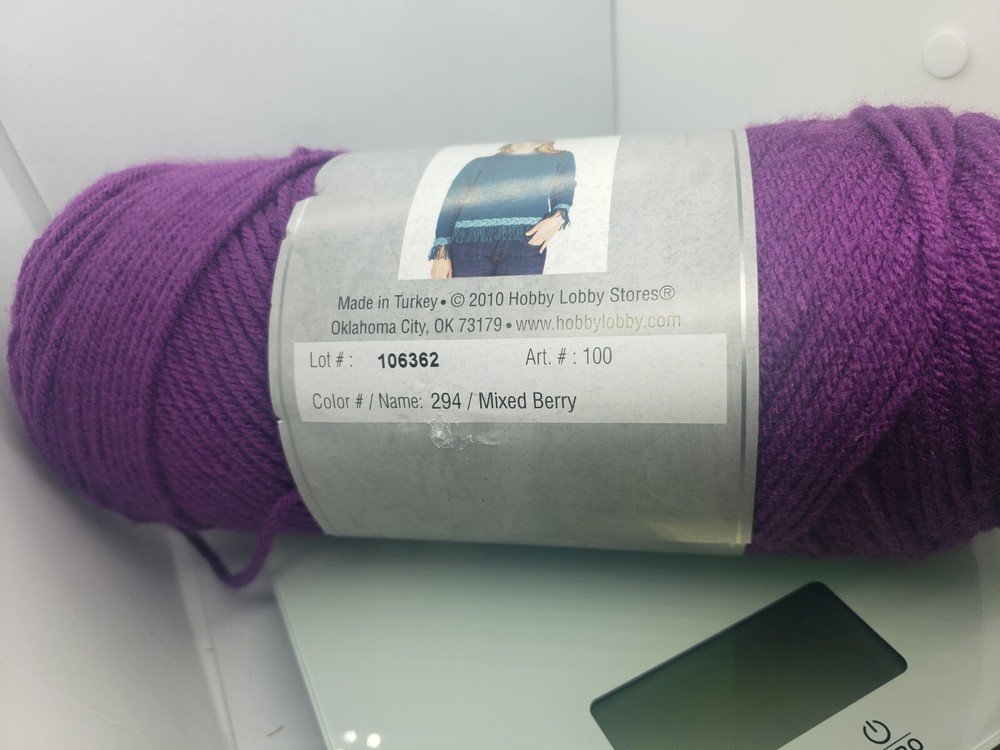 Made in Turkey • © 2010 Hobby Lobby Stores®
Oklahoma City, OK 73179 • www.hobbylobby.com
Lot # : 106362 Art. # : 100
Color # / Name: 294 / Mixed Berry